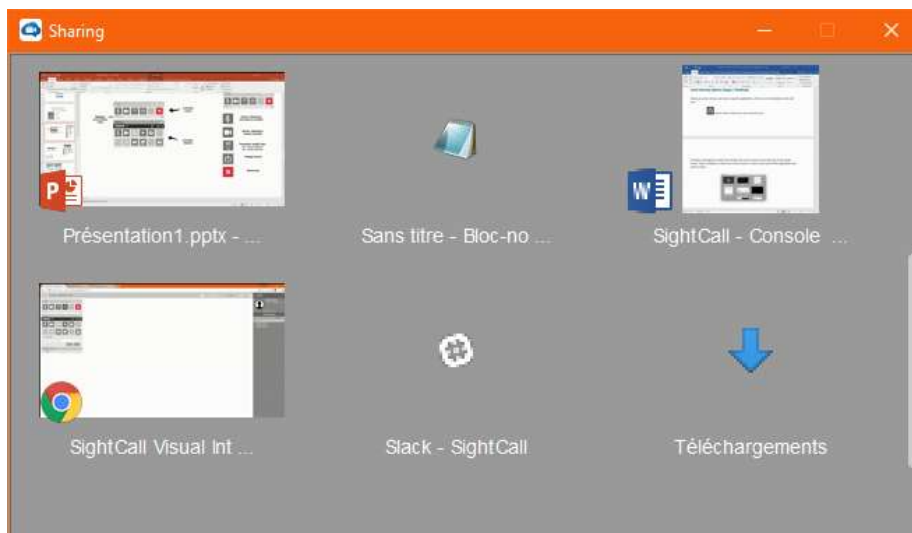 Sharing
Présentation1.pptx - ...
Sans titre - Bloc-no ...
SightCall - Console ...
SightCall Visual Int ...
Slack - SightCall
Téléchargements